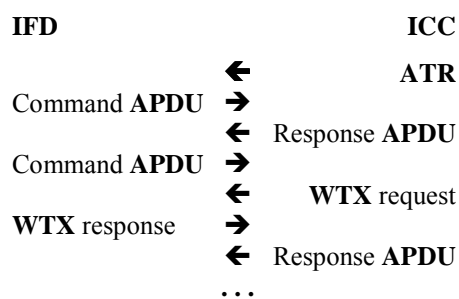 IFD ICC
🡸 ATR
Command APDU 🡺
🡸 Response APDU
Command APDU 🡺
🡸 WTX request
WTX response 🡺
🡸 Response APDU
...